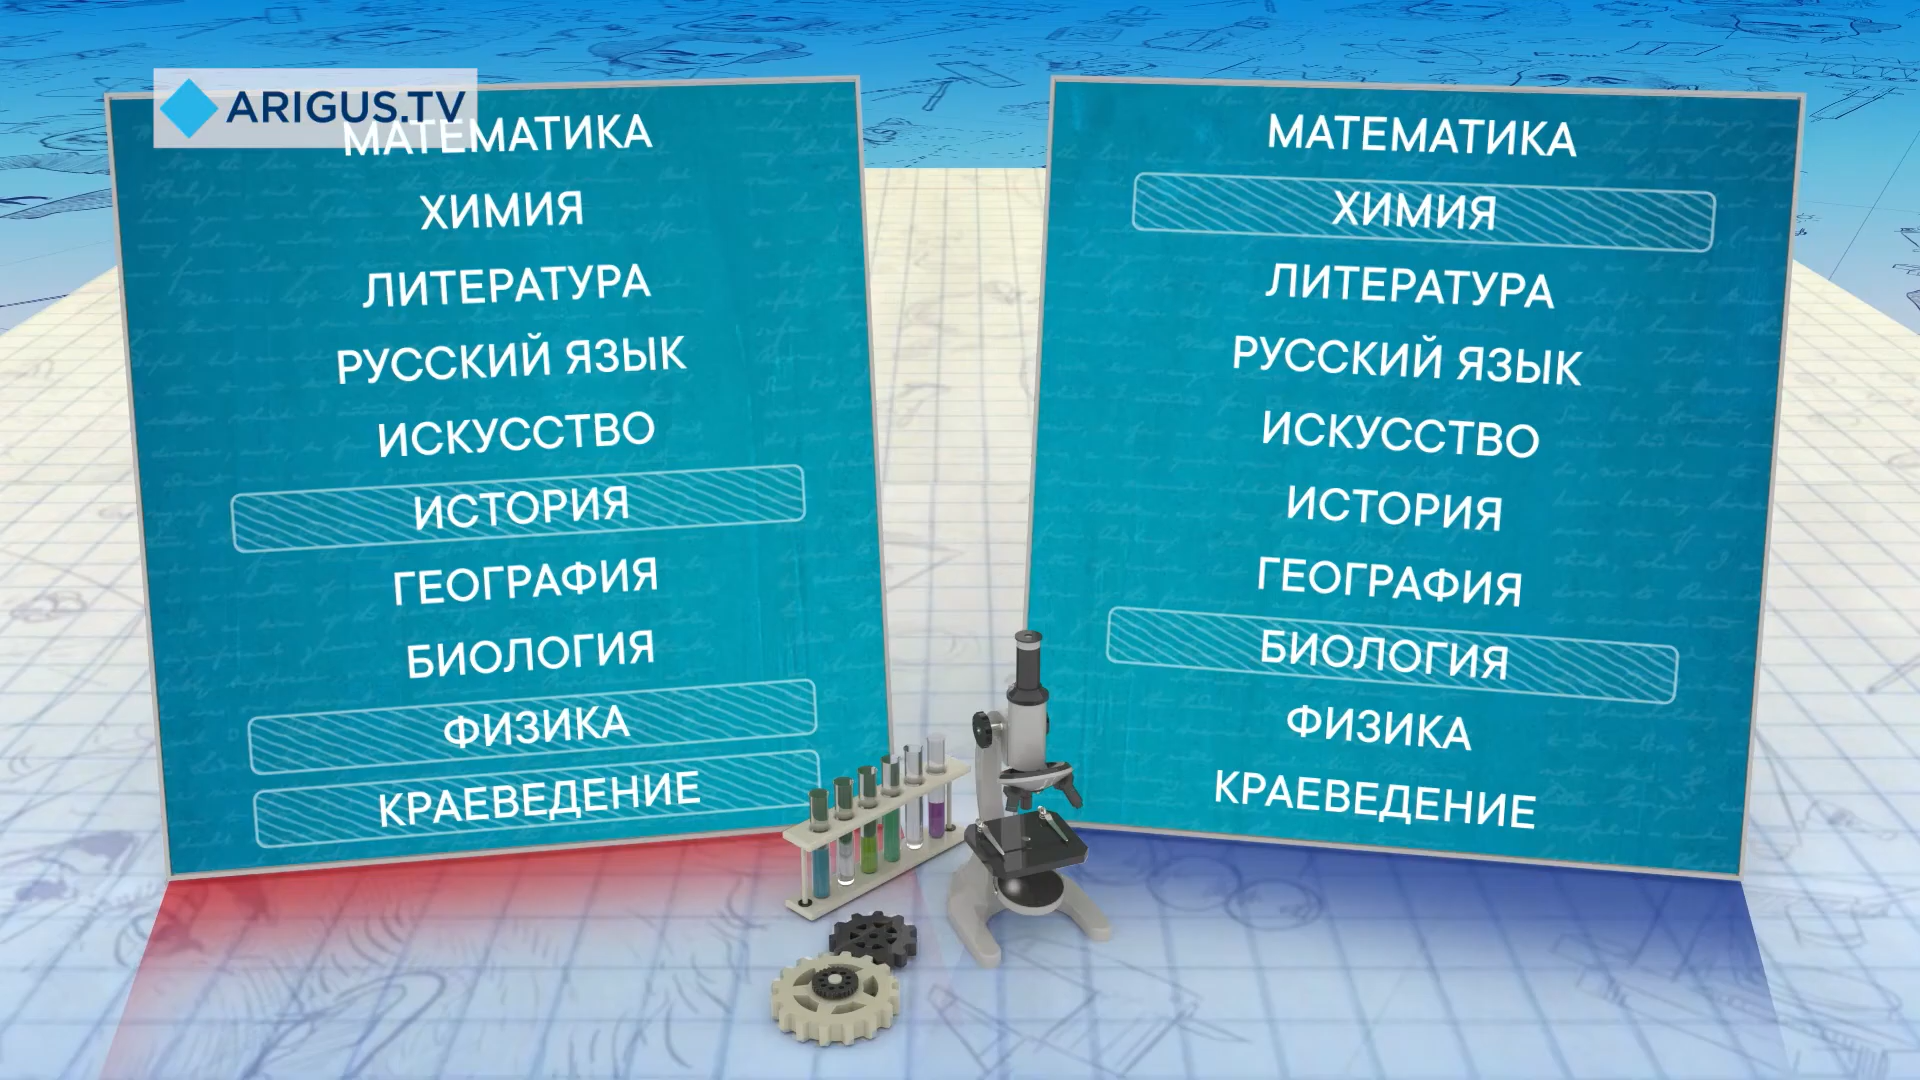 ARIGUS.TV
МАТЕМАТИКА
ХИМИЯ
ЛИТЕРАТУРА
РУССКИЙ ЯЗЫК
ИСКУССТВО
ИСТОРИЯ
ГЕОГРАФИЯ
БИОЛОГИЯ
ФИЗИКА
КРАЕВЕДЕНИЕ
МАТЕМАТИКА
ХИМИЯ
ЛИТЕРАТУРА
РУССКИЙ ЯЗЫК
ИСКУССТВО
ИСТОРИЯ
ГЕОГРАФИЯ
БИОЛОГИЯ
ФИЗИКА
КРАЕВЕДЕНИЕ